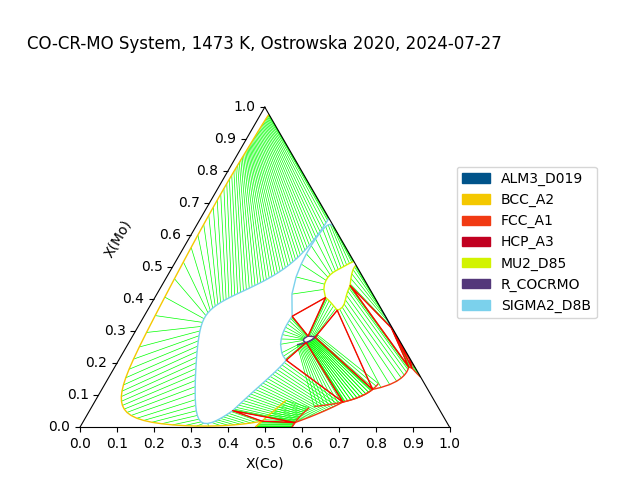 CO-CR-MO System, 1473 K, Ostrowska 2020, 2024-07-27
1.0
0.9
0.8
0.7
0.6
0.5
0.4
0.3
0.2
0.1
0.0
X(Mo)
0.0 0.1 0.2 0.3 0.4 0.5 0.6 0.7 0.8 0.9 1.0
X(Co)
ALM3_D019
BCC_A2
FCC_A1
HCP_A3
MU2_D85
R_COCRMO
SIGMA2_D8B